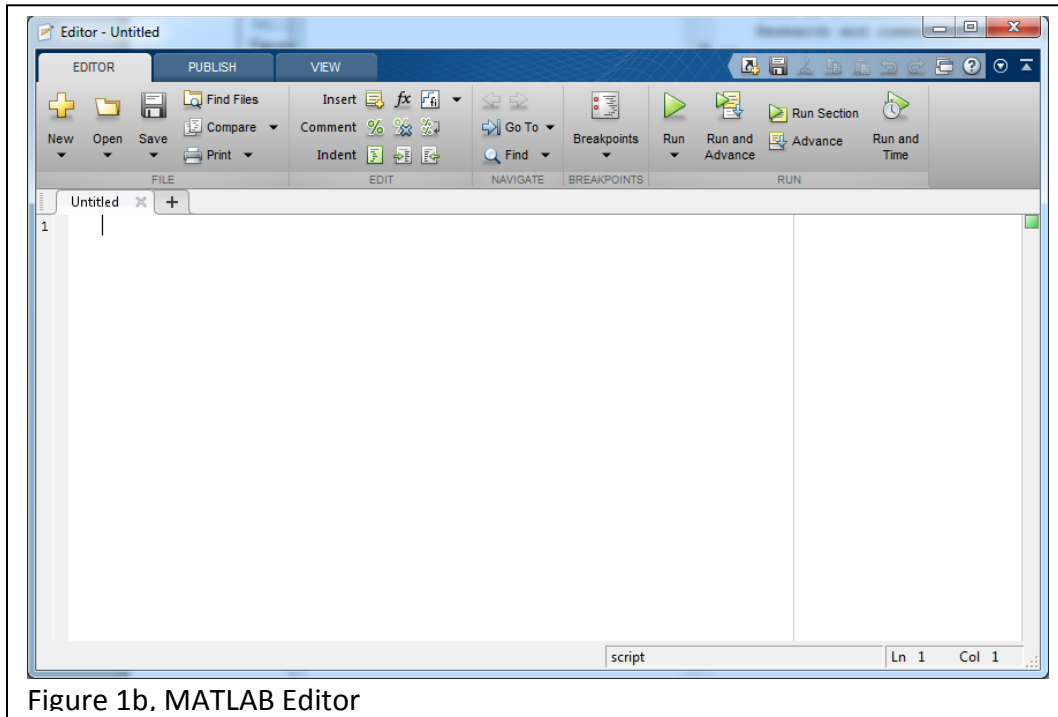 Editor - Untitled
EDITOR PUBLISH VIEW
Find Files Insert fx
New Open Save Compare Comment Go To Breakpoints Run Run and Advance Run Section Advance Run and Time
Print Indent Find
FILE EDIT NAVIGATE BREAKPOINTS RUN
Untitled
1
script Ln 1 Col 1
Figure 1b, MATLAB Editor